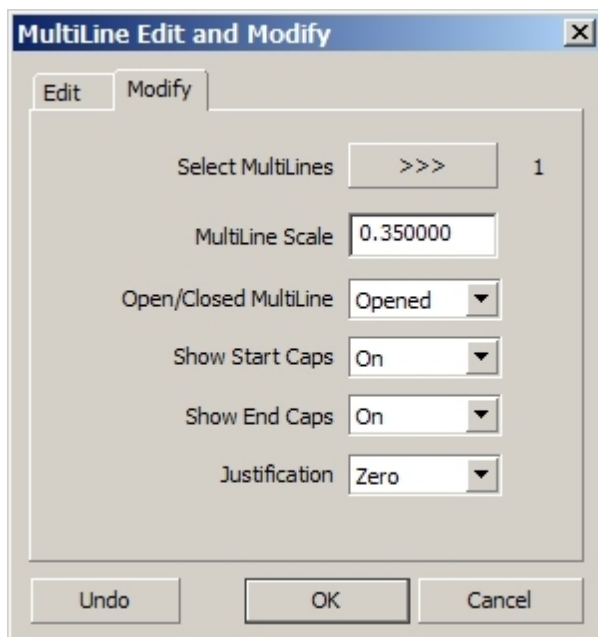 MultiLine Edit and Modify
Edit Modify
Select MultiLines >>> 1
MultiLine Scale 0.350000
Open/Closed MultiLine Opened
Show Start Caps On
Show End Caps On
Justification Zero
Undo OK Cancel